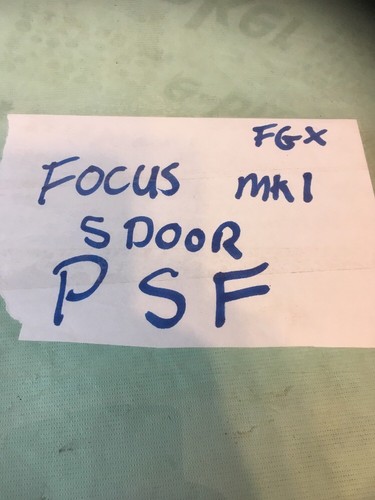 FGX
FOCUS MK1
5 DOOR
PSF